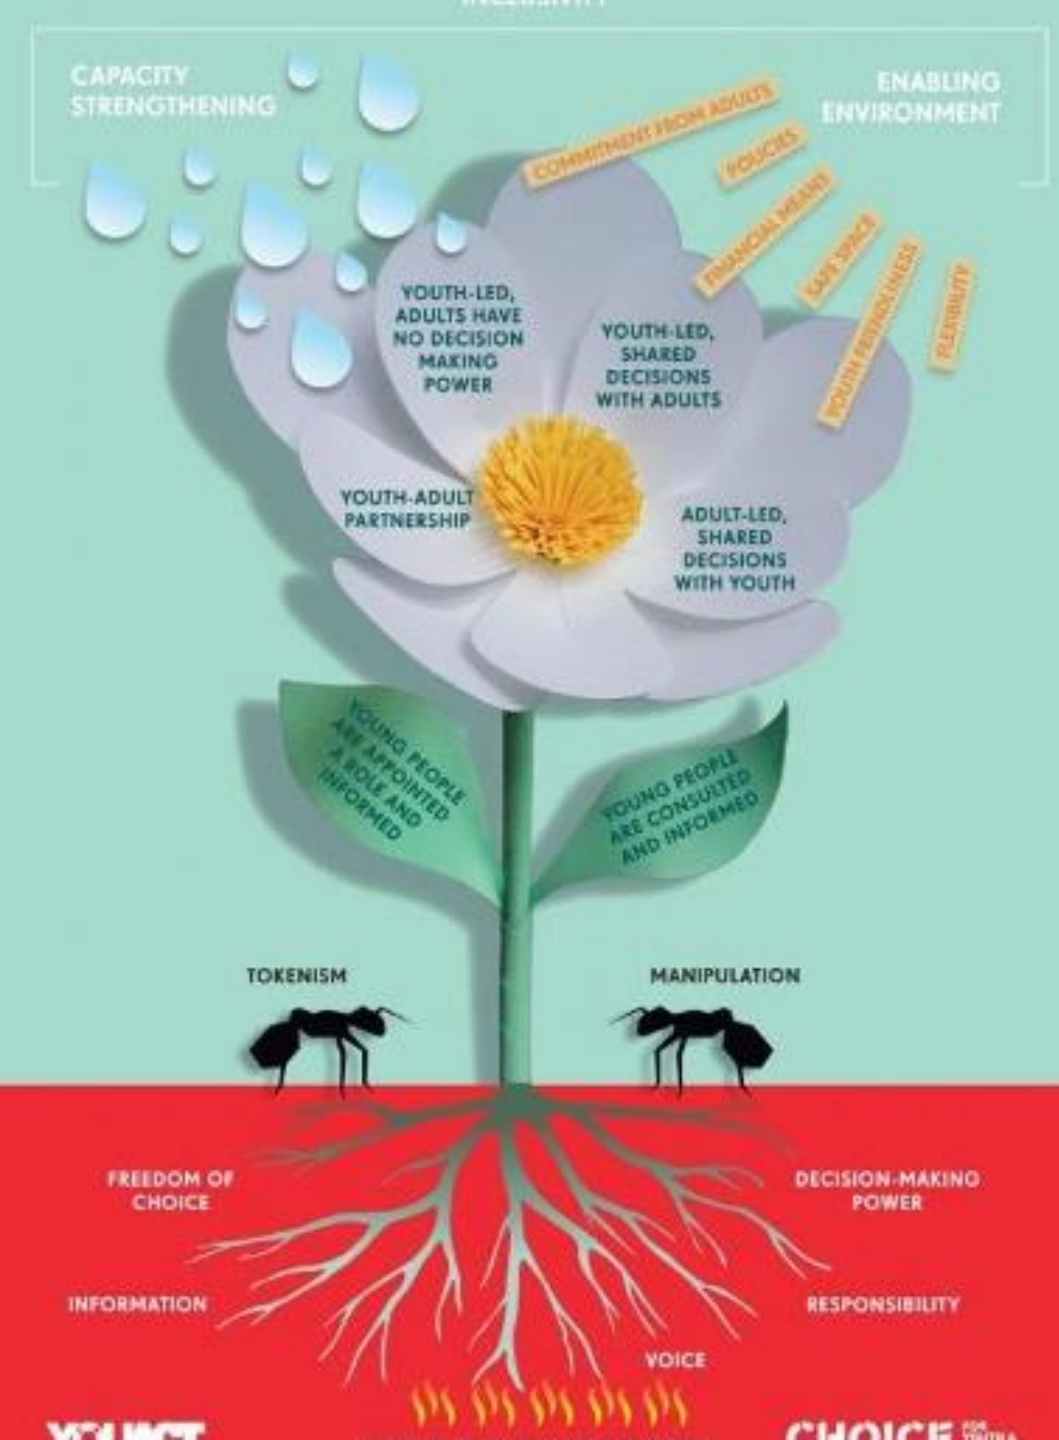 CAPACITY
STRENGTHENING
ENABLING
ENVIRONMENT
COMMITMENT FROM ADULTS
POLICIES
FINANCIAL MEANS
SAFE SPACE
YOUTH FRIENDLINESS
FLEXIBILITY
YOUTH-LED,
ADULTS HAVE
NO DECISION
MAKING
POWER
YOUTH-LED,
SHARED
DECISIONS
WITH ADULTS
YOUTH-ADULT
PARTNERSHIP
ADULT-LED,
SHARED
DECISIONS
WITH YOUTH
YOUNG PEOPLE
ARE APPOINTED
A ROLE AND
INFORMED
YOUNG PEOPLE
ARE CONSULTED
AND INFORMED
TOKENISM
MANIPULATION
FREEDOM OF
CHOICE
DECISION-MAKING
POWER
INFORMATION
RESPONSIBILITY
VOICE
YOUACT
CHOICE FOR